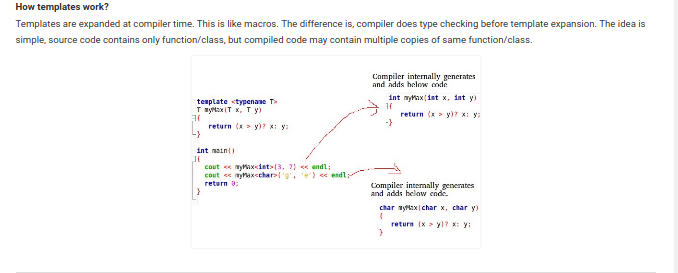 How templates work?
Templates are expanded at compiler time. This is like macros. The difference is, compiler does type checking before template expansion. The idea is
simple, source code contains only function/class, but compiled code may contain multiple copies of same function/class.
Compiler internally generates
and adds below code
int myMax(int x, int y)
{
return (x > y)? x: y;
}
template <typename T>
T myMax(T x, T y)
{
return (x > y)? x: y;
}
int main()
{
cout << myMax<int>(3, 7) << endl;
cout << myMax<char>('g', 'e') << endl;
return 0;
}
Compiler internally generates
and adds below code.
char myMax(char x, char y)
{
return (x > y)? x: y;
}